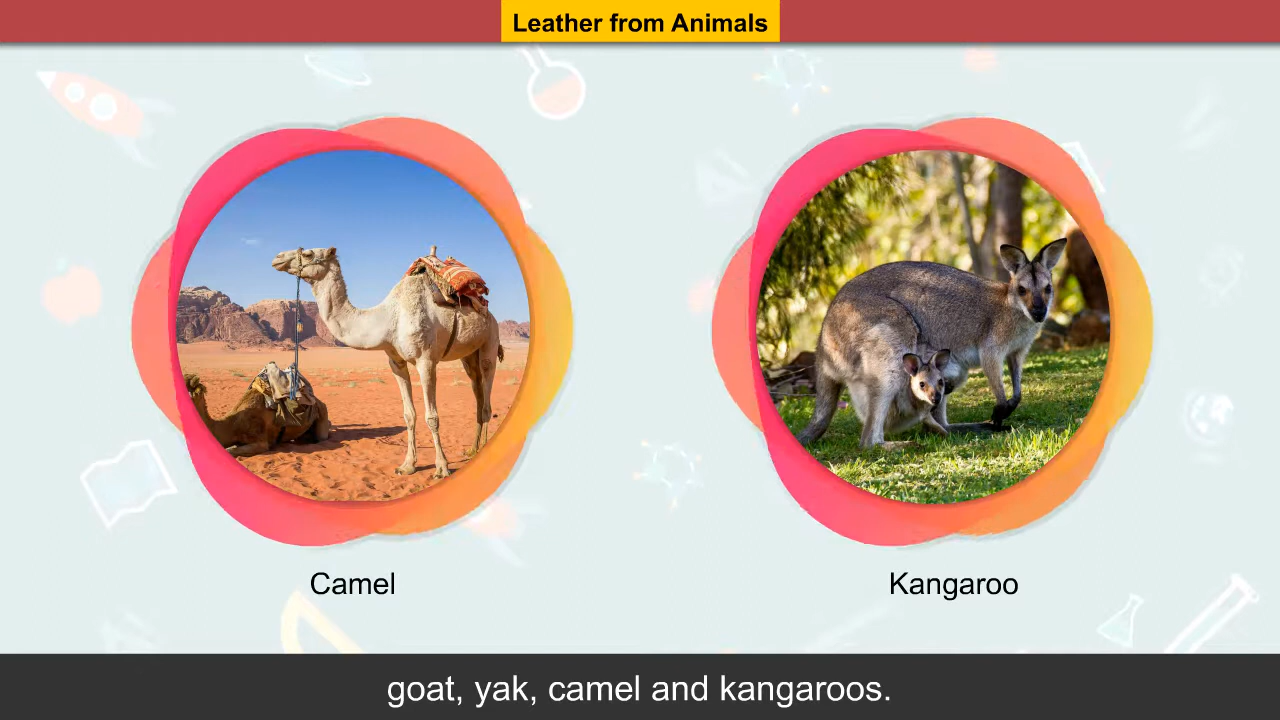 Leather from Animals
Camel
Kangaroo
goat, yak, camel and kangaroos.